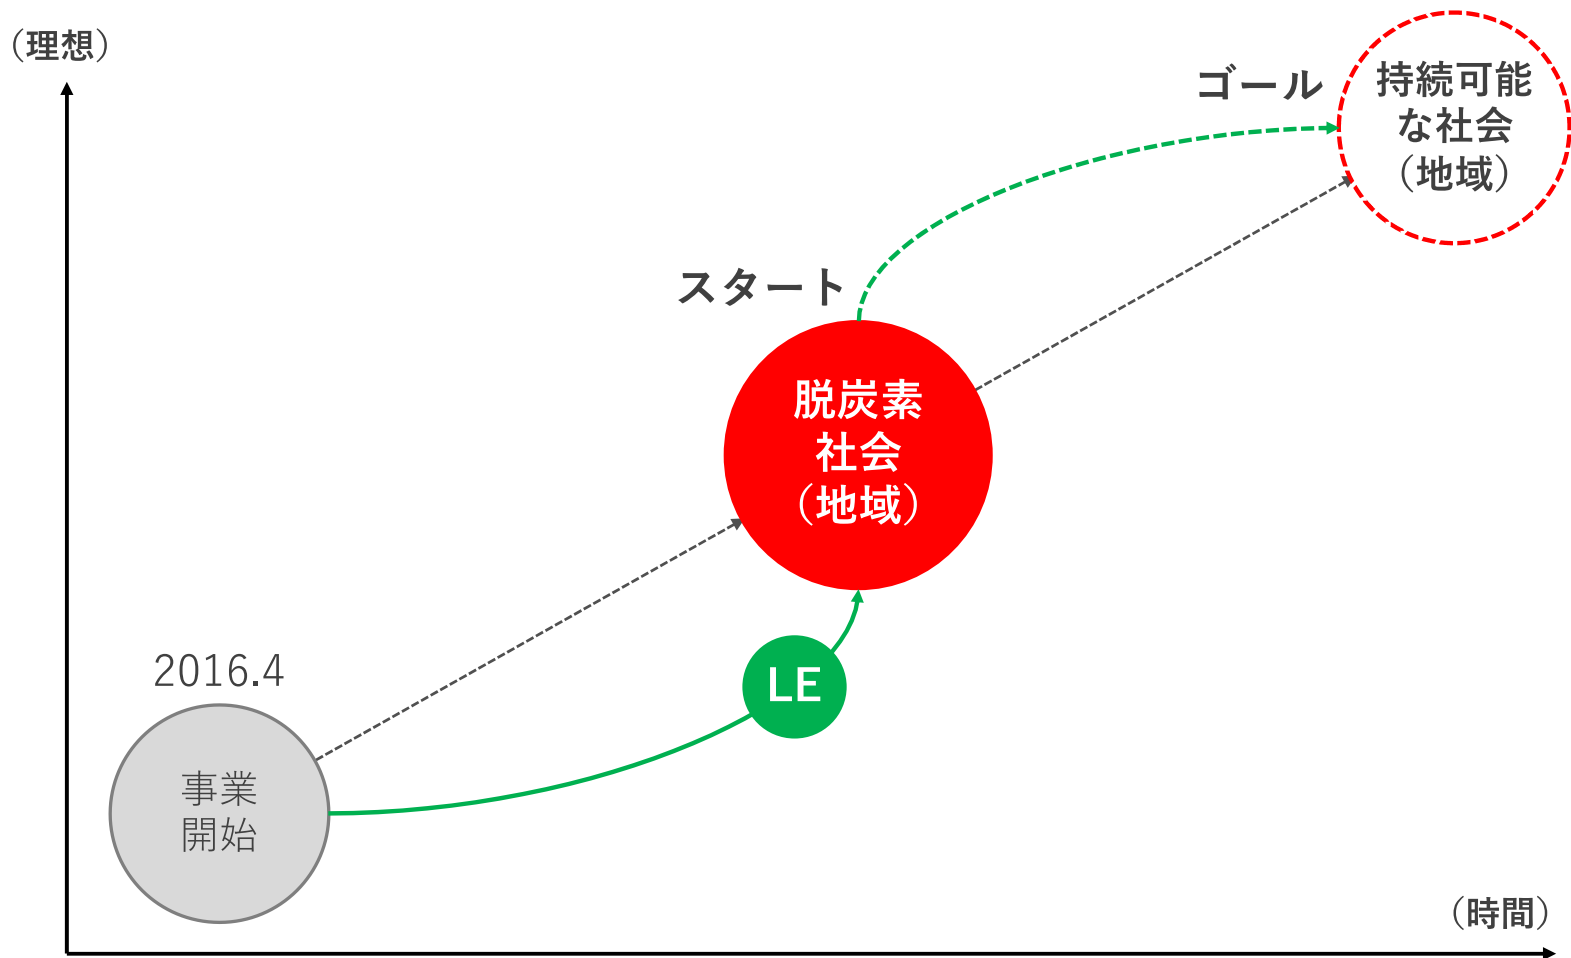 （理想）
ゴール
持続可能
な社会
（地域）
スタート
脱炭素
社会
（地域）
LE
2016.4
事業
開始
（時間）